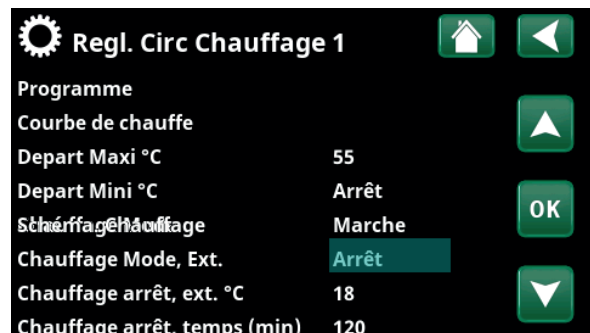 Regl. Circ Chauffage 1
Programme
Courbe de chauffe
Depart Maxi °C 55
Depart Mini °C Arrêt
Marche
Chauffage Mode, Ext. Arrêt
OK
Chauffage arrêt, ext. °C 18
Chauffage arrêt, temps (min) 120